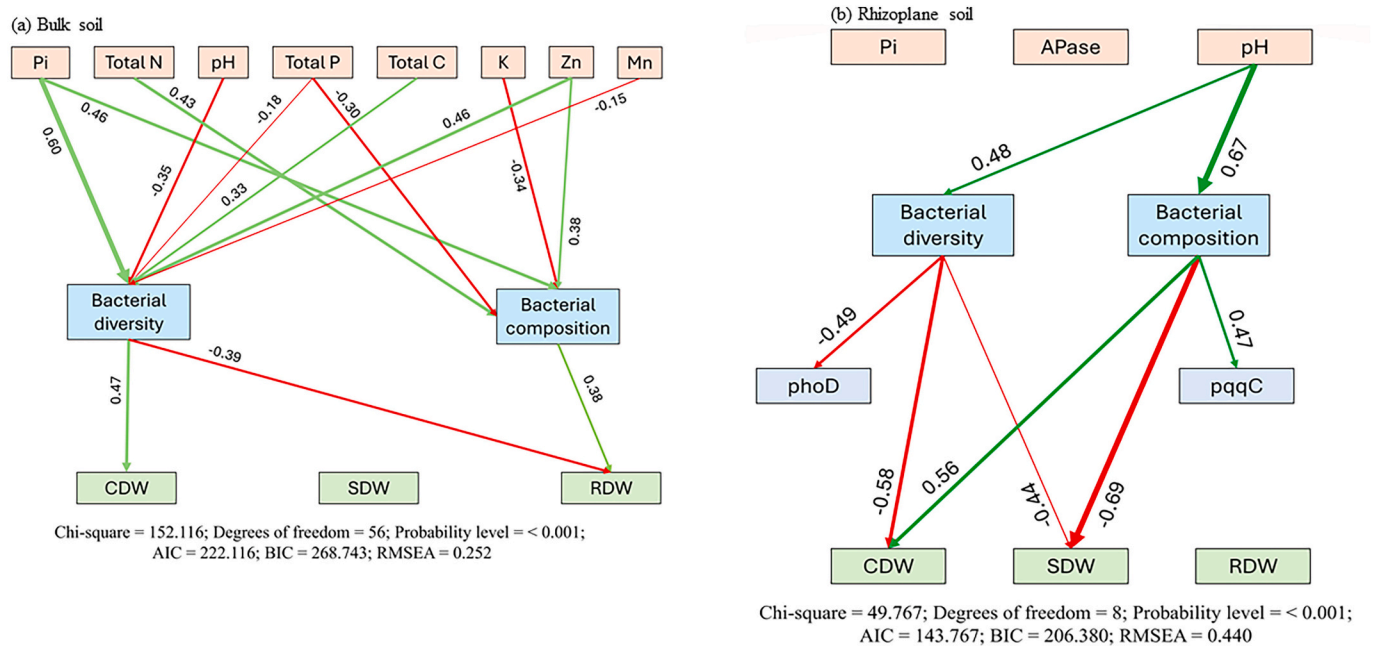 (a) Bulk soil
Pi
Total N
pH
Total P
Total C
K
Zn
Mn
0.60
0.46
0.43
-0.35
-0.18
-0.30
0.33
0.46
-0.34
0.38
-0.15
Bacterial
diversity
Bacterial
composition
0.47
-0.39
0.38
CDW
SDW
RDW
Chi-square = 152.116; Degrees of freedom = 56; Probability level = < 0.001;
AIC = 222.116; BIC = 268.743; RMSEA = 0.252
(b) Rhizoplane soil
Pi
APase
pH
0.48
0.67
Bacterial
diversity
Bacterial
composition
-0.49
0.47
phoD
pqqC
-0.58
0.56
-0.44
-0.69
CDW
SDW
RDW
Chi-square = 49.767; Degrees of freedom = 8; Probability level = < 0.001;
AIC = 143.767; BIC = 206.380; RMSEA = 0.440